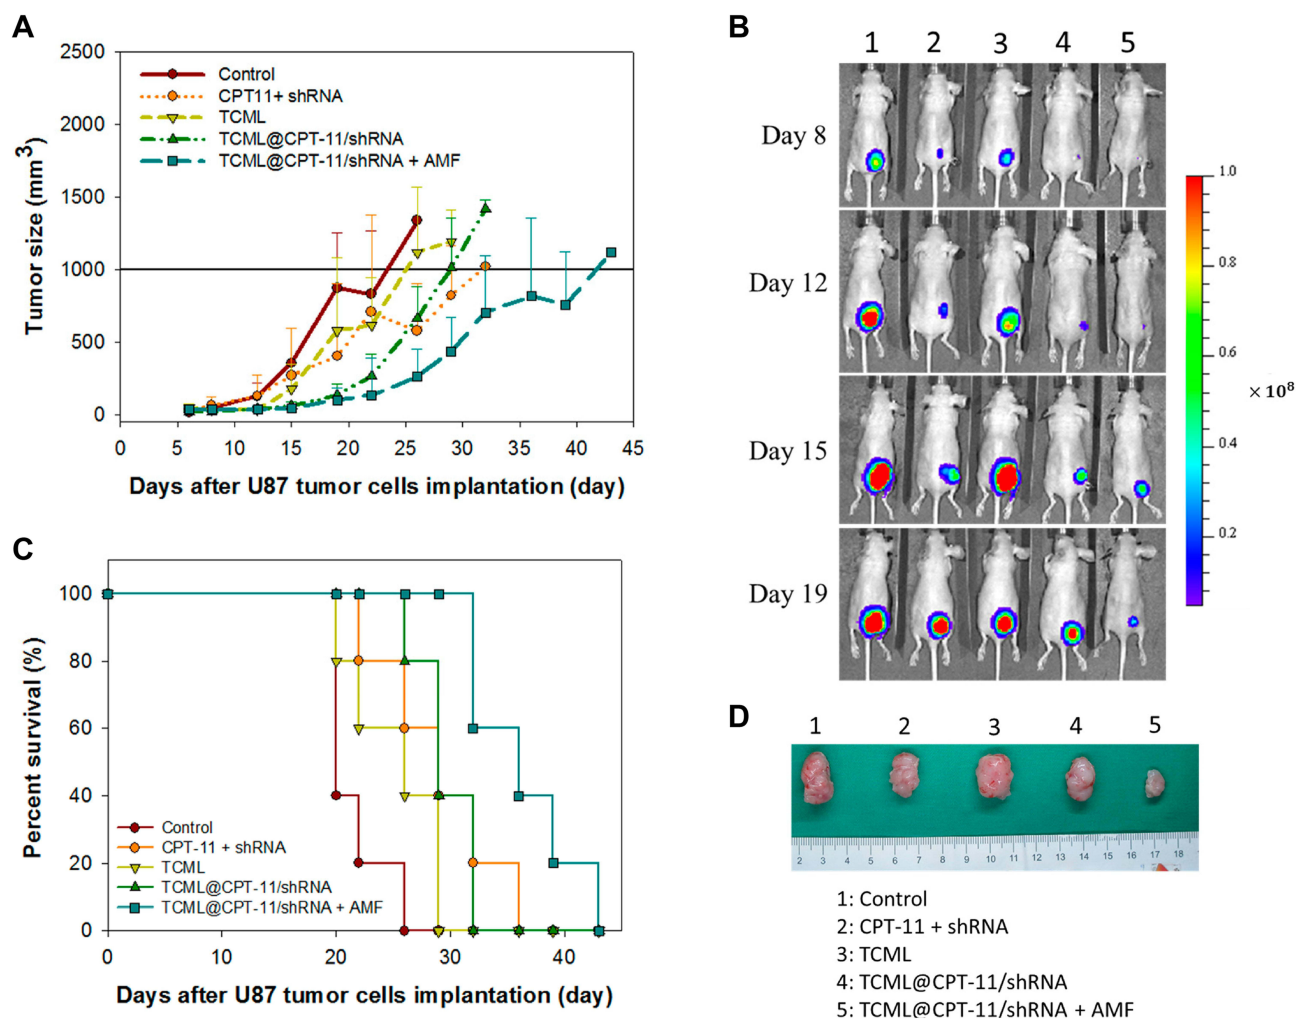 A
Tumor size (mm3)
2500
2000
1500
1000
500
0
Control
CPT11+ shRNA
TCML
TCML@CPT-11/shRNA
TCML@CPT-11/shRNA + AMF
0 5 10 15 20 25 30 35 40 45
Days after U87 tumor cells implantation (day)
B
1 2 3 4 5
Day 8
Day 12
Day 15
Day 19
1.0
0.8
0.6
0.4
0.2
× 10⁸
C
Percent survival (%)
100
80
60
40
20
0
Control
CPT-11 + shRNA
TCML
TCML@CPT-11/shRNA
TCML@CPT-11/shRNA + AMF
0 10 20 30 40
Days after U87 tumor cells implantation (day)
D
1 2 3 4 5
2 3 4 5 6 7 8 9 10 11 12 13 14 15 16 17 18
1: Control
2: CPT-11 + shRNA
3: TCML
4: TCML@CPT-11/shRNA
5: TCML@CPT-11/shRNA + AMF